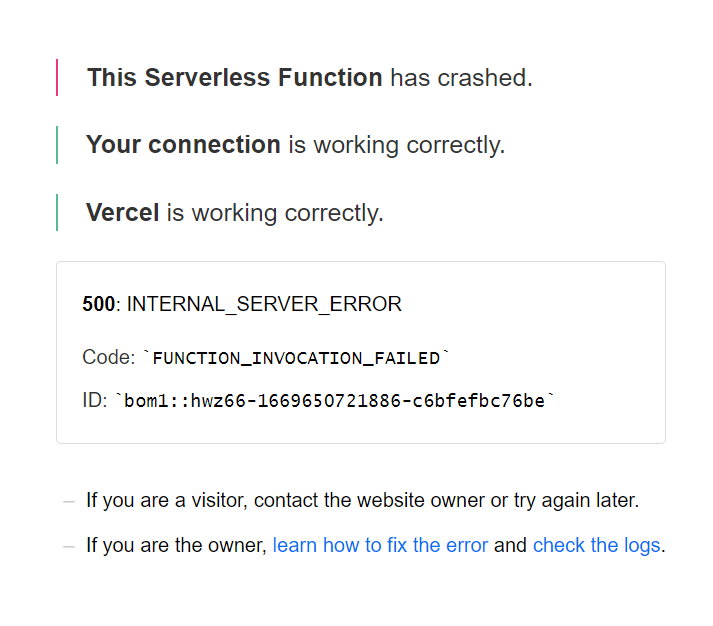 This Serverless Function has crashed.
Your connection is working correctly.
Vercel is working correctly.
500: INTERNAL_SERVER_ERROR
Code: `FUNCTION_INVOCATION_FAILED`
ID: `bom1::hwz66-1669650721886-c6bfefbc76be`
– If you are a visitor, contact the website owner or try again later.
– If you are the owner, learn how to fix the error and check the logs.